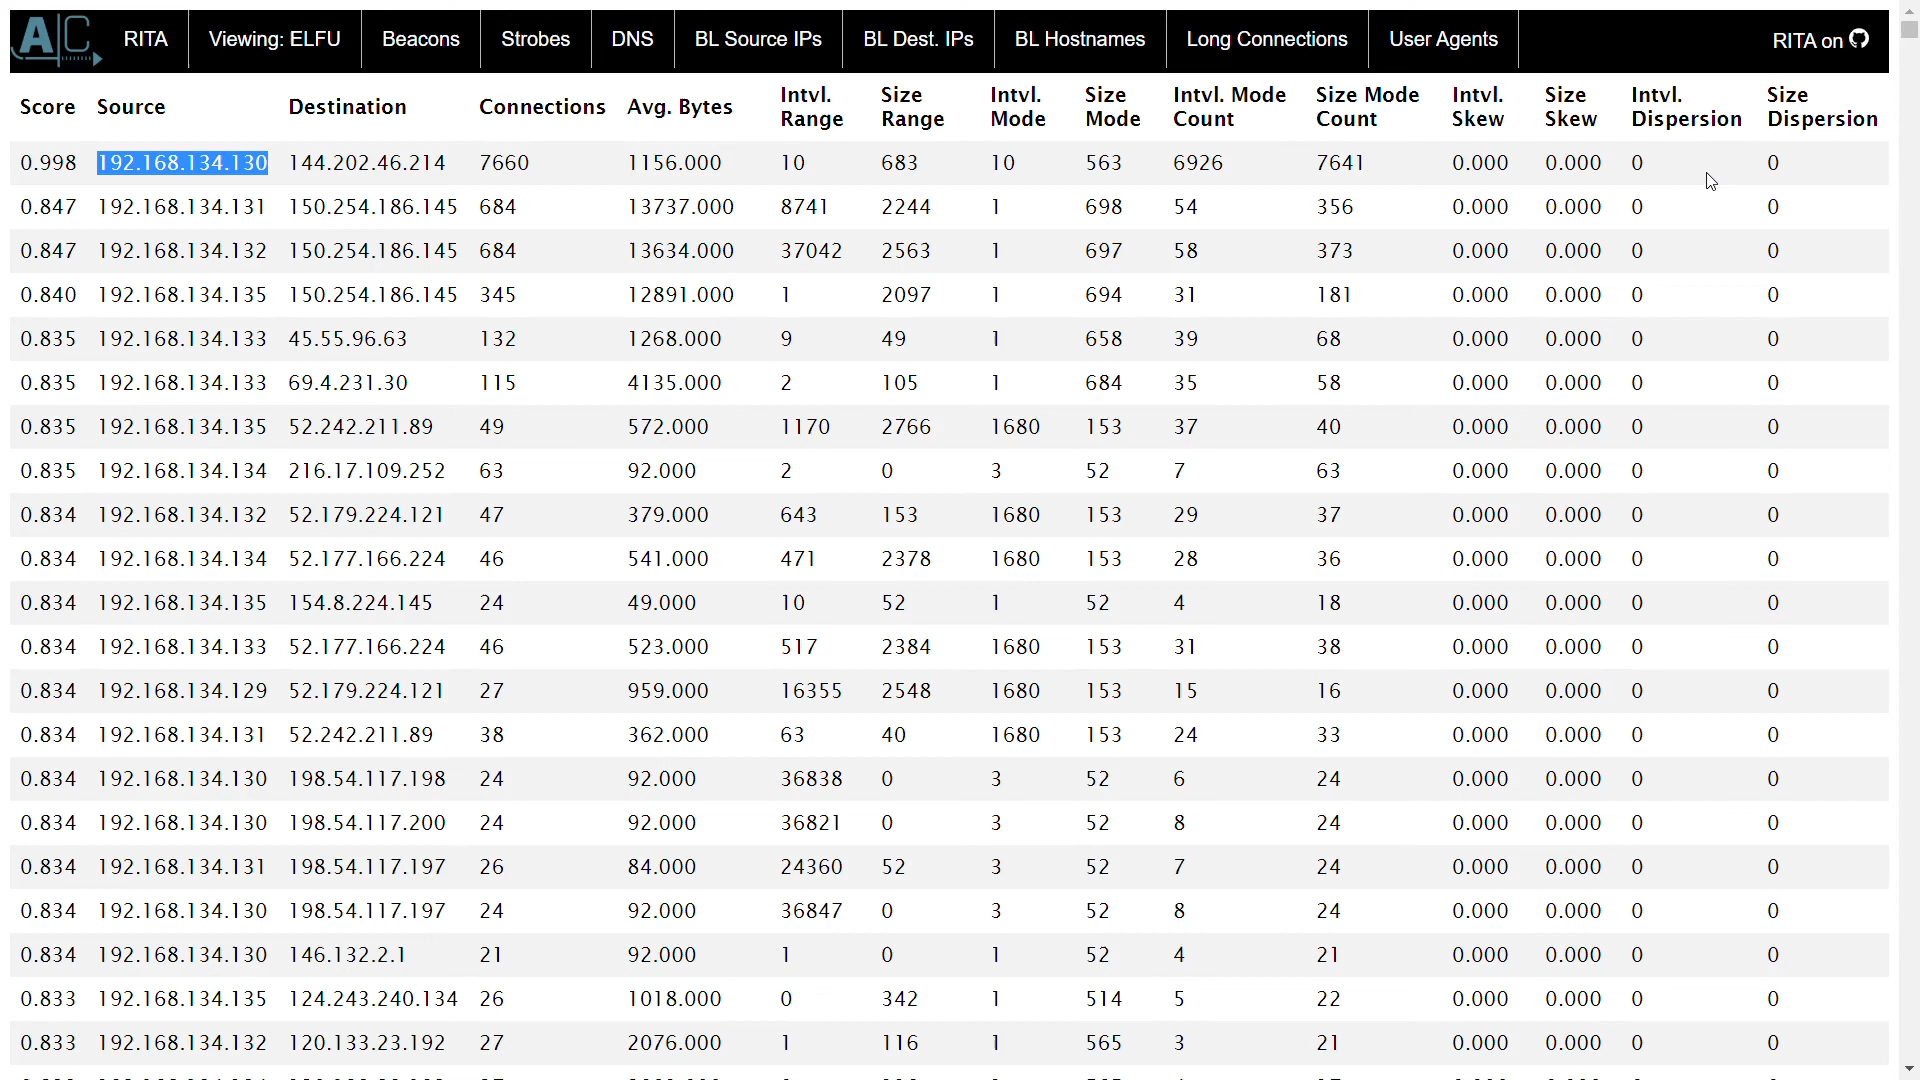 A|C RITA Viewing: ELFU Beacons Strobes DNS BL Source IPs BL Dest. IPs BL Hostnames Long Connections User Agents RITA on
Score Source Destination Connections Avg. Bytes Intvl. Range Size Range Intvl. Mode Size Mode Intvl. Mode Count Size Mode Count Intvl. Skew Size Skew Intvl. Dispersion Size Dispersion
0.998 192.168.134.130 144.202.46.214 7660 1156.000 10 683 10 563 6926 7641 0.000 0.000 0 0
0.847 192.168.134.131 150.254.186.145 684 13737.000 8741 2244 1 698 54 356 0.000 0.000 0 0
0.847 192.168.134.132 150.254.186.145 684 13634.000 37042 2563 1 697 58 373 0.000 0.000 0 0
0.840 192.168.134.135 150.254.186.145 345 12891.000 1 2097 1 694 31 181 0.000 0.000 0 0
0.835 192.168.134.133 45.55.96.63 132 1268.000 9 49 1 658 39 68 0.000 0.000 0 0
0.835 192.168.134.133 69.4.231.30 115 4135.000 2 105 1 684 35 58 0.000 0.000 0 0
0.835 192.168.134.135 52.242.211.89 49 572.000 1170 2766 1680 153 37 40 0.000 0.000 0 0
0.835 192.168.134.134 216.17.109.252 63 92.000 2 0 3 52 7 63 0.000 0.000 0 0
0.834 192.168.134.132 52.179.224.121 47 379.000 643 153 1680 153 29 37 0.000 0.000 0 0
0.834 192.168.134.134 52.177.166.224 46 541.000 471 2378 1680 153 28 36 0.000 0.000 0 0
0.834 192.168.134.135 154.8.224.145 24 49.000 10 52 1 52 4 18 0.000 0.000 0 0
0.834 192.168.134.133 52.177.166.224 46 523.000 517 2384 1680 153 31 38 0.000 0.000 0 0
0.834 192.168.134.129 52.179.224.121 27 959.000 16355 2548 1680 153 15 16 0.000 0.000 0 0
0.834 192.168.134.131 52.242.211.89 38 362.000 63 40 1680 153 24 33 0.000 0.000 0 0
0.834 192.168.134.130 198.54.117.198 24 92.000 36838 0 3 52 6 24 0.000 0.000 0 0
0.834 192.168.134.130 198.54.117.200 24 92.000 36821 0 3 52 8 24 0.000 0.000 0 0
0.834 192.168.134.131 198.54.117.197 26 84.000 24360 52 3 52 7 24 0.000 0.000 0 0
0.834 192.168.134.130 198.54.117.197 24 92.000 36847 0 3 52 8 24 0.000 0.000 0 0
0.834 192.168.134.130 146.132.2.1 21 92.000 1 0 1 52 4 21 0.000 0.000 0 0
0.833 192.168.134.135 124.243.240.134 26 1018.000 0 342 1 514 5 22 0.000 0.000 0 0
0.833 192.168.134.132 120.133.23.192 27 2076.000 1 116 1 565 3 21 0.000 0.000 0 0